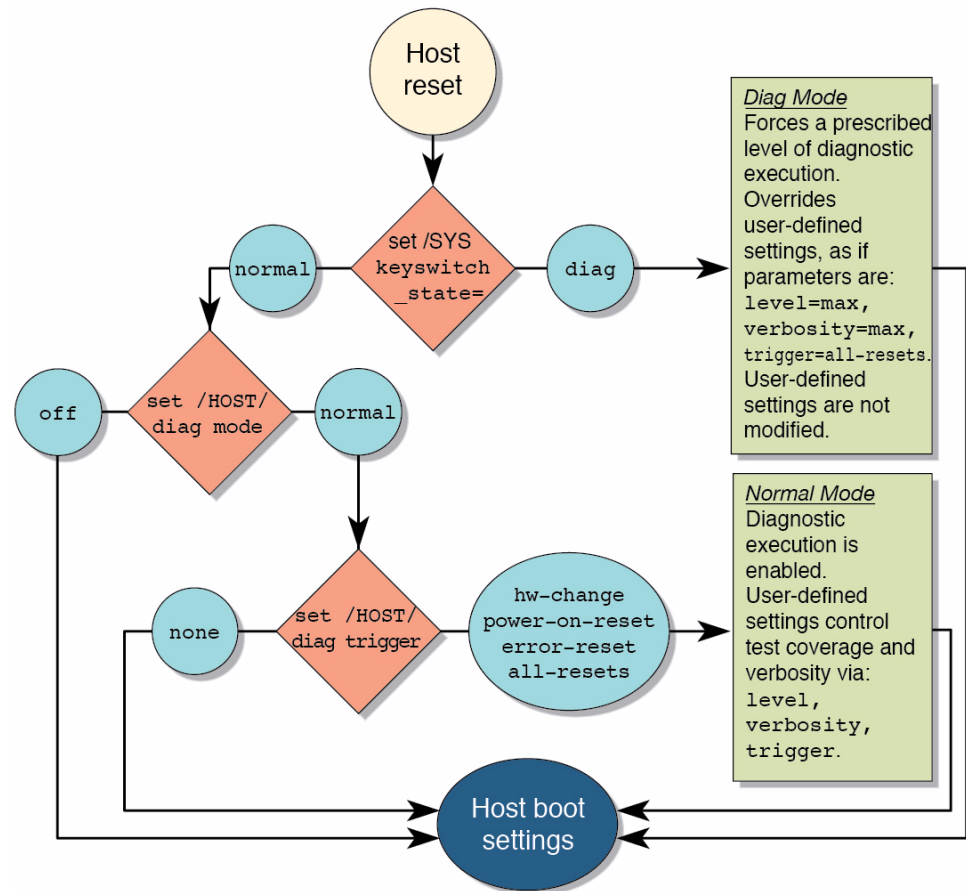 Host
reset
Diag Mode
Forces a prescribed
level of diagnostic
execution.
Overrides
user-defined
settings, as if
parameters are:
level=max,
verbosity=max,
trigger=all-resets.
User-defined
settings are not
modified.
set /SYS
keyswitch
_state=
normal
diag
off
set /HOST/
diag mode
normal
none
set /HOST/
diag trigger
hw-change
power-on-reset
error-reset
all-resets
Normal Mode
Diagnostic
execution is
enabled.
User-defined
settings control
test coverage and
verbosity via:
level,
verbosity,
trigger.
Host boot
settings